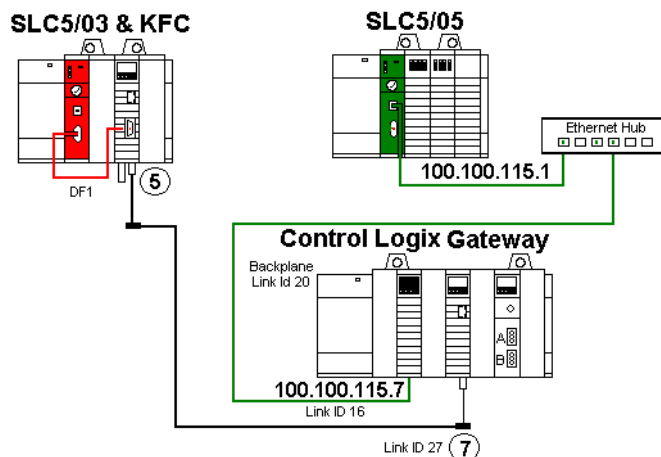 SLC5/03 & KFC
SLC5/05
Ethernet Hub
100.100.115.1
DF1
5
Control Logix Gateway
Backplane
Link Id 20
A
B
100.100.115.7
Link ID 16
Link ID 27
7